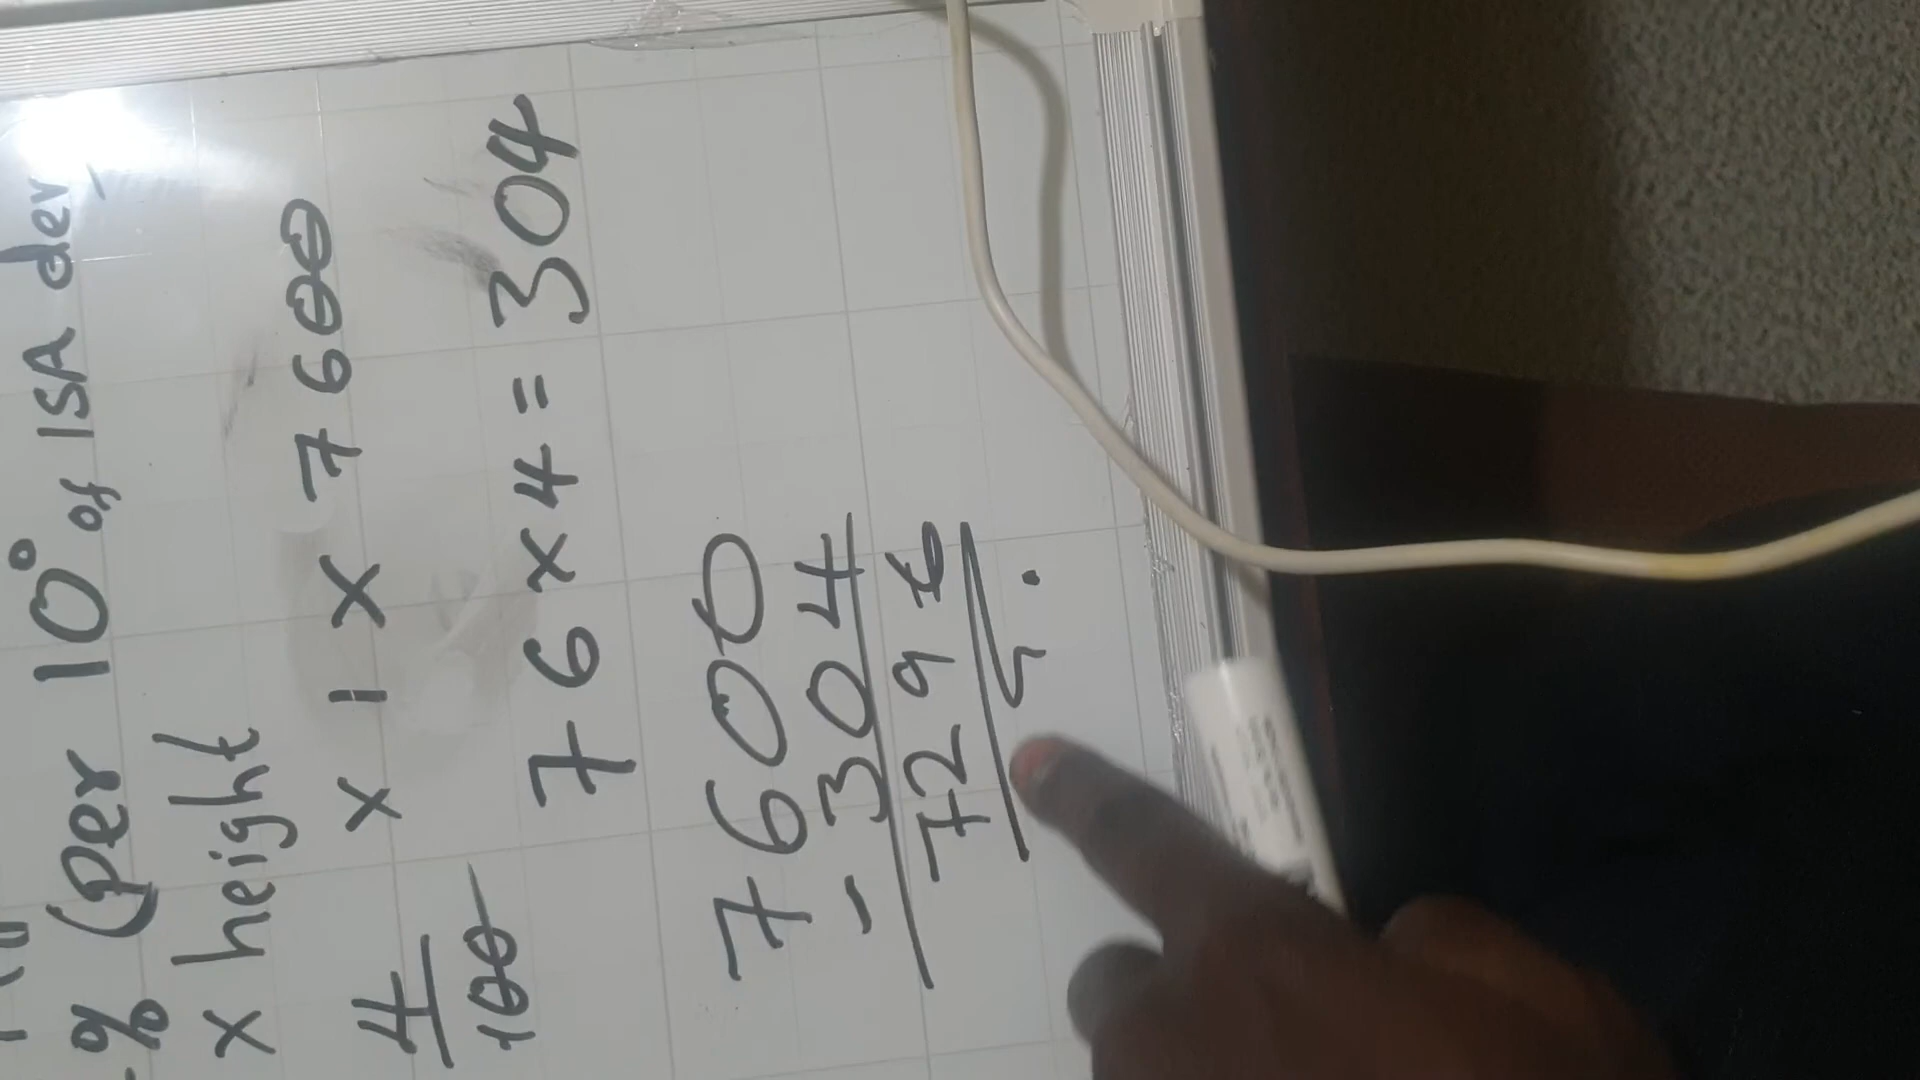 % (per 10° of ISA dev
x height
4/100 x 1 x 7600
76 x 4 = 304
7600
- 304
7296